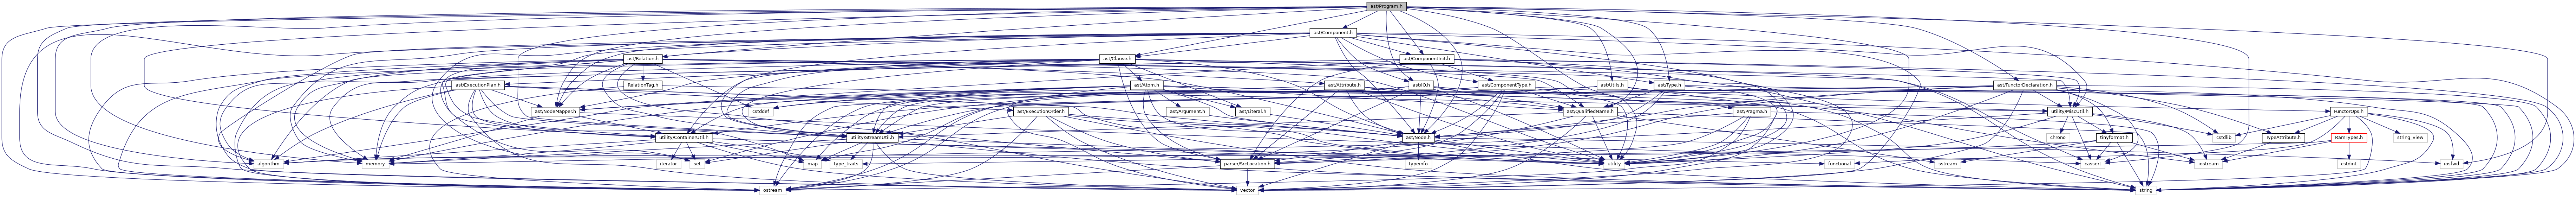 ast/Program.h
ast/Component.h
ast/Relation.h
ast/Clause.h
ast/ComponentInit.h
ast/ExecutionPlan.h
RelationTag.h
ast/Atom.h
ast/Attribute.h
ast/IO.h
ast/ComponentType.h
ast/utility/Utils.h
ast/Type.h
ast/FunctorDeclaration.h
ast/NodeMapper.h
cstddef
ast/ExecutionOrder.h
ast/Argument.h
ast/Literal.h
ast/QualifiedName.h
ast/Pragma.h
utility/MiscUtil.h
FunctorOps.h
utility/ContainerUtil.h
utility/StreamUtil.h
ast/Node.h
chrono
tinyformat.h
cstdlib
TypeAttribute.h
RamTypes.h
string_view
algorithm
memory
iterator
set
map
type_traits
parser/SrcLocation.h
typeinfo
utility
functional
sstream
cassert
iostream
cstdint
iosfwd
ostream
vector
string